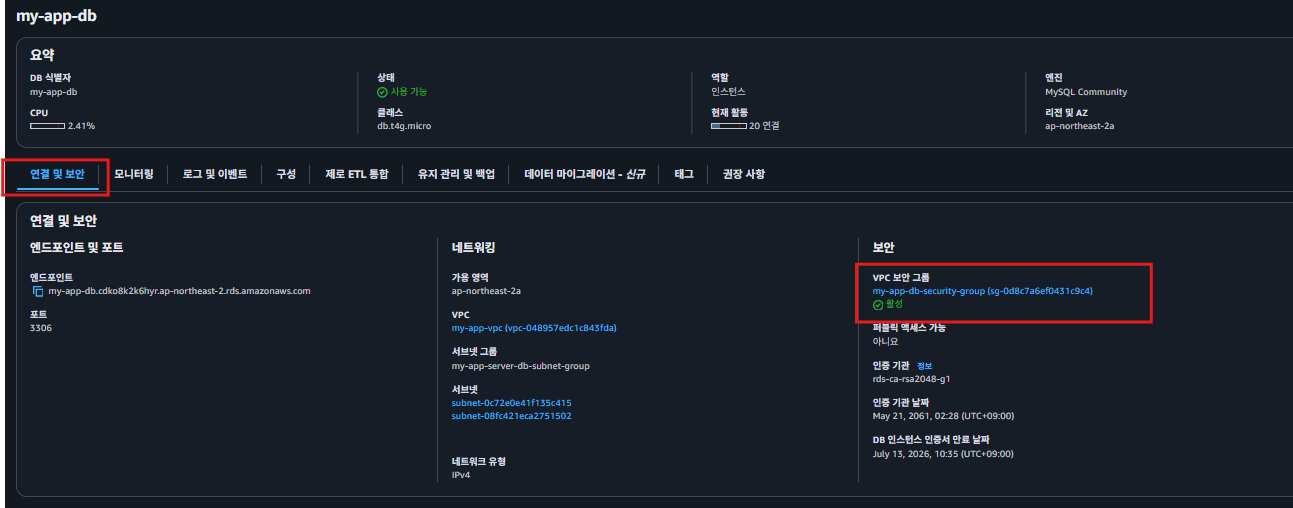 my-app-db
요약
DB 식별자
my-app-db
상태
사용 가능
역할
인스턴스
엔진
MySQL Community
CPU
2.41%
클래스
db.t4g.micro
현재 활동
20 연결
리전 및 AZ
ap-northeast-2a
연결 및 보안
모니터링
로그 및 이벤트
구성
제로 ETL 통합
유지 관리 및 백업
데이터 마이그레이션 - 신규
태그
권장 사항
연결 및 보안
엔드포인트 및 포트
엔드포인트
my-app-db.cdko8k2k6hyr.ap-northeast-2.rds.amazonaws.com
포트
3306
네트워킹
가용 영역
ap-northeast-2a
VPC
my-app-vpc (vpc-048957edc1c843fda)
서브넷 그룹
my-app-server-db-subnet-group
서브넷
subnet-0c72e0e41f135c415
subnet-08fc421eca2751502
네트워크 유형
IPv4
보안
VPC 보안 그룹
my-app-db-security-group (sg-0d8c7a6ef0431c9c4)
활성
퍼블릭 액세스 가능
아니요
인증 기관 정보
rds-ca-rsa2048-g1
인증 기관 날짜
May 21, 2061, 02:28 (UTC+09:00)
DB 인스턴스 인증서 만료 날짜
July 13, 2026, 10:35 (UTC+09:00)